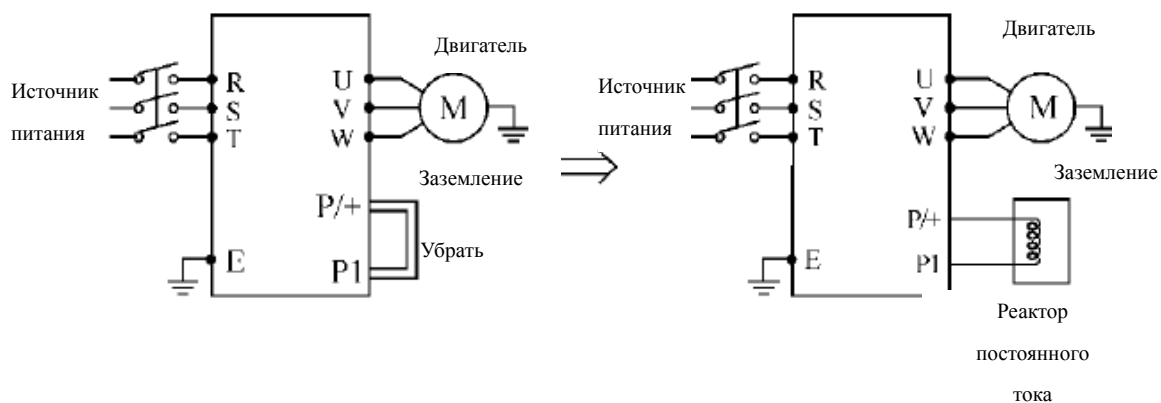 Двигатель
Источник
питания
R
S
T
U
V
W
M
Заземление
P/+
P1
E
Убрать
Двигатель
Источник
питания
R
S
T
U
V
W
M
Заземление
P/+
P1
E
Реактор
постоянного
тока